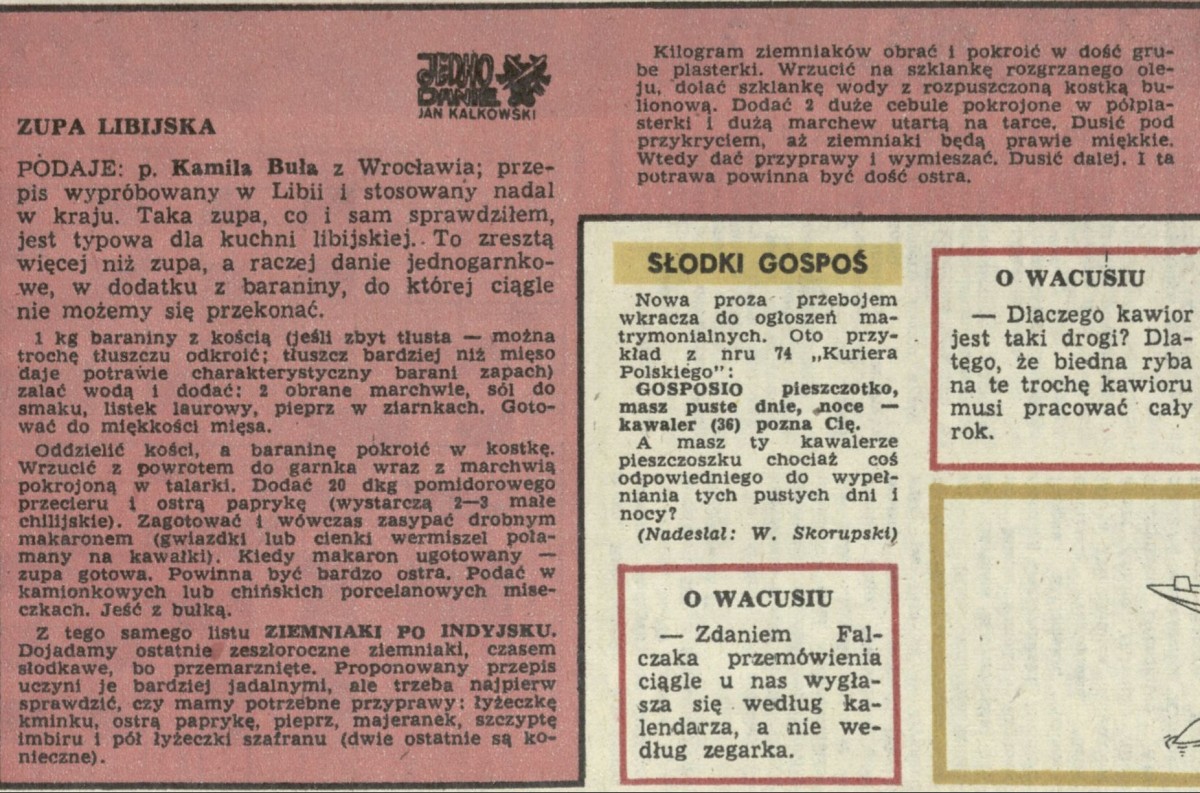 JEDNO
DANIE
JAN KALKOWSKI
ZUPA LIBIJSKA
PODAJE: p. Kamila Buła z Wrocławia; prze-
pis wypróbowany w Libii i stosowany nadal
w kraju. Taka zupa, co i sam sprawdziłem,
jest typowa dla kuchni libijskiej. To zresztą
więcej niż zupa, a raczej danie jednogarnko-
we, w dodatku z baraniny, do której ciągle
nie możemy się przekonać.
1 kg baraniny z kością (jeśli zbyt tłusta — można
trochę tłuszczu odkroić; tłuszcz bardziej niż mięso
daje potrawie charakterystyczny barani zapach)
zalać wodą i dodać: 2 obrane marchwie, sól do
smaku, listek laurowy, pieprz w ziarnkach. Goto-
wać do miękkości mięsa.
Oddzielić kości, a baraninę pokroić w kostkę.
Wrzucić z powrotem do garnka wraz z marchwią
pokrojoną w talarki. Dodać 20 dkg pomidorowego
przecieru i ostrą paprykę (wystarczą 2—3 małe
chilijskie). Zagotować i wówczas zasypać drobnym
makaronem (gwiazdki lub cienki wermiszel poła-
many na kawałki). Kiedy makaron ugotowany —
zupa gotowa. Powinna być bardzo ostra. Podać w
kamionkowych lub chińskich porcelanowych mise-
czkach. Jeść z bułką.
Z tego samego listu ZIEMNIAKI PO INDYJSKU.
Dojadamy ostatnie zeszłoroczne ziemniaki, czasem
słodkawe, bo przemarznięte. Proponowany przepis
uczyni je bardziej jadalnymi, ale trzeba najpierw
sprawdzić, czy mamy potrzebne przyprawy: łyżeczkę
kminku, ostrą paprykę, pieprz, majeranek, szczyptę
imbiru i pół łyżeczki szafranu (dwie ostatnie są ko-
nieczne).
Kilogram ziemniaków obrać i pokroić w dość gru-
be plasterki. Wrzucić na szklankę rozgrzanego ole-
ju, dolać szklankę wody z rozpuszczoną kostką bu-
lionową. Dodać 2 duże cebule pokrojone w półpla-
sterki i dużą marchew utartą na tarce. Dusić pod
przykryciem, aż ziemniaki będą prawie miękkie.
Wtedy dać przyprawy i wymieszać. Dusić dalej. I ta
potrawa powinna być dość ostra.
SŁODKI GOSPOŚ
Nowa proza przebojem
wkracza do ogłoszeń ma-
trymonialnych. Oto przy-
kład z nru 74 „Kuriera
Polskiego":
GOSPOSIO pieszczotko,
masz puste dnie, noce —
kawaler (36) pozna Cię.
A masz ty kawalerze
pieszczoszku chociaż coś
odpowiedniego do wypeł-
niania tych pustych dni i
nocy?
(Nadesłał: W. Skorupski)
O WACUSIU
— Zdaniem Fal-
czaka przemówienia
ciągle u nas wygła-
sza się według ka-
lendarza, a nie we-
dług zegarka.
O WACUSIU
— Dlaczego kawior
jest taki drogi? Dla-
tego, że biedna ryba
na te trochę kawioru
musi pracować cały
rok.